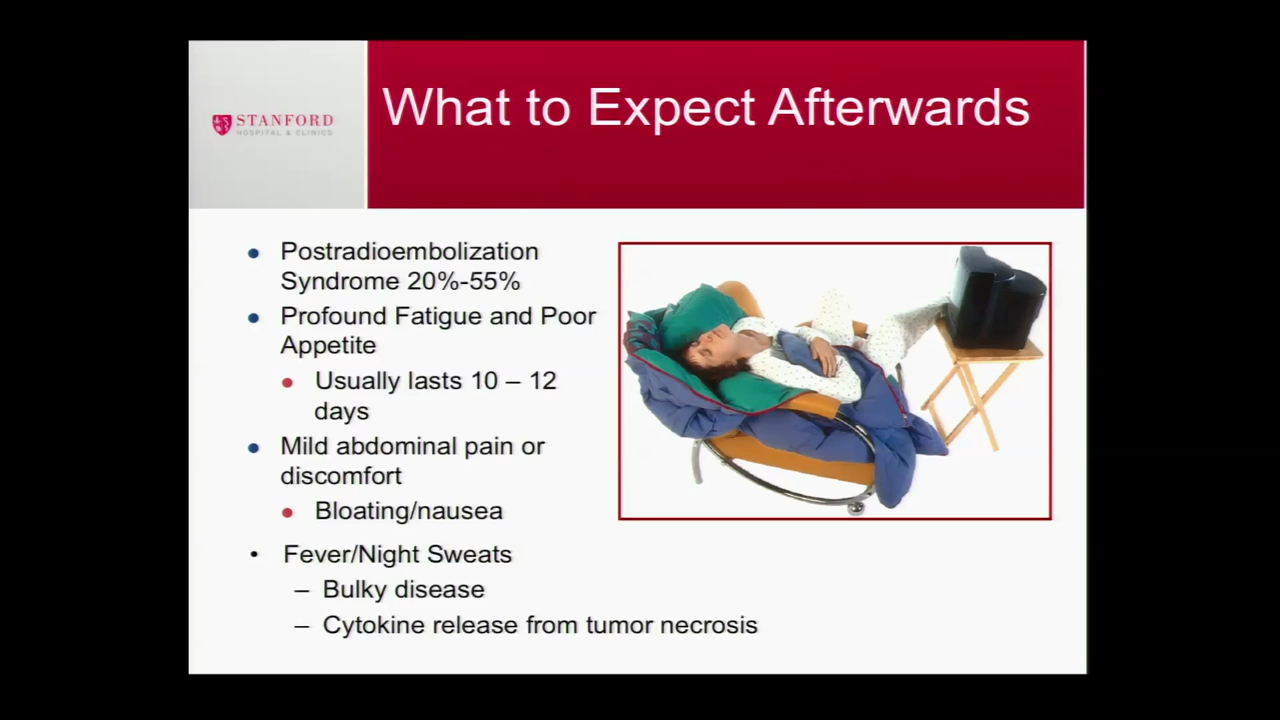 STANFORD
HOSPITAL & CLINICS
What to Expect Afterwards
Postradioembolization
Syndrome 20%-55%
Profound Fatigue and Poor
Appetite
Usually lasts 10 – 12
days
Mild abdominal pain or
discomfort
Bloating/nausea
Fever/Night Sweats
– Bulky disease
– Cytokine release from tumor necrosis